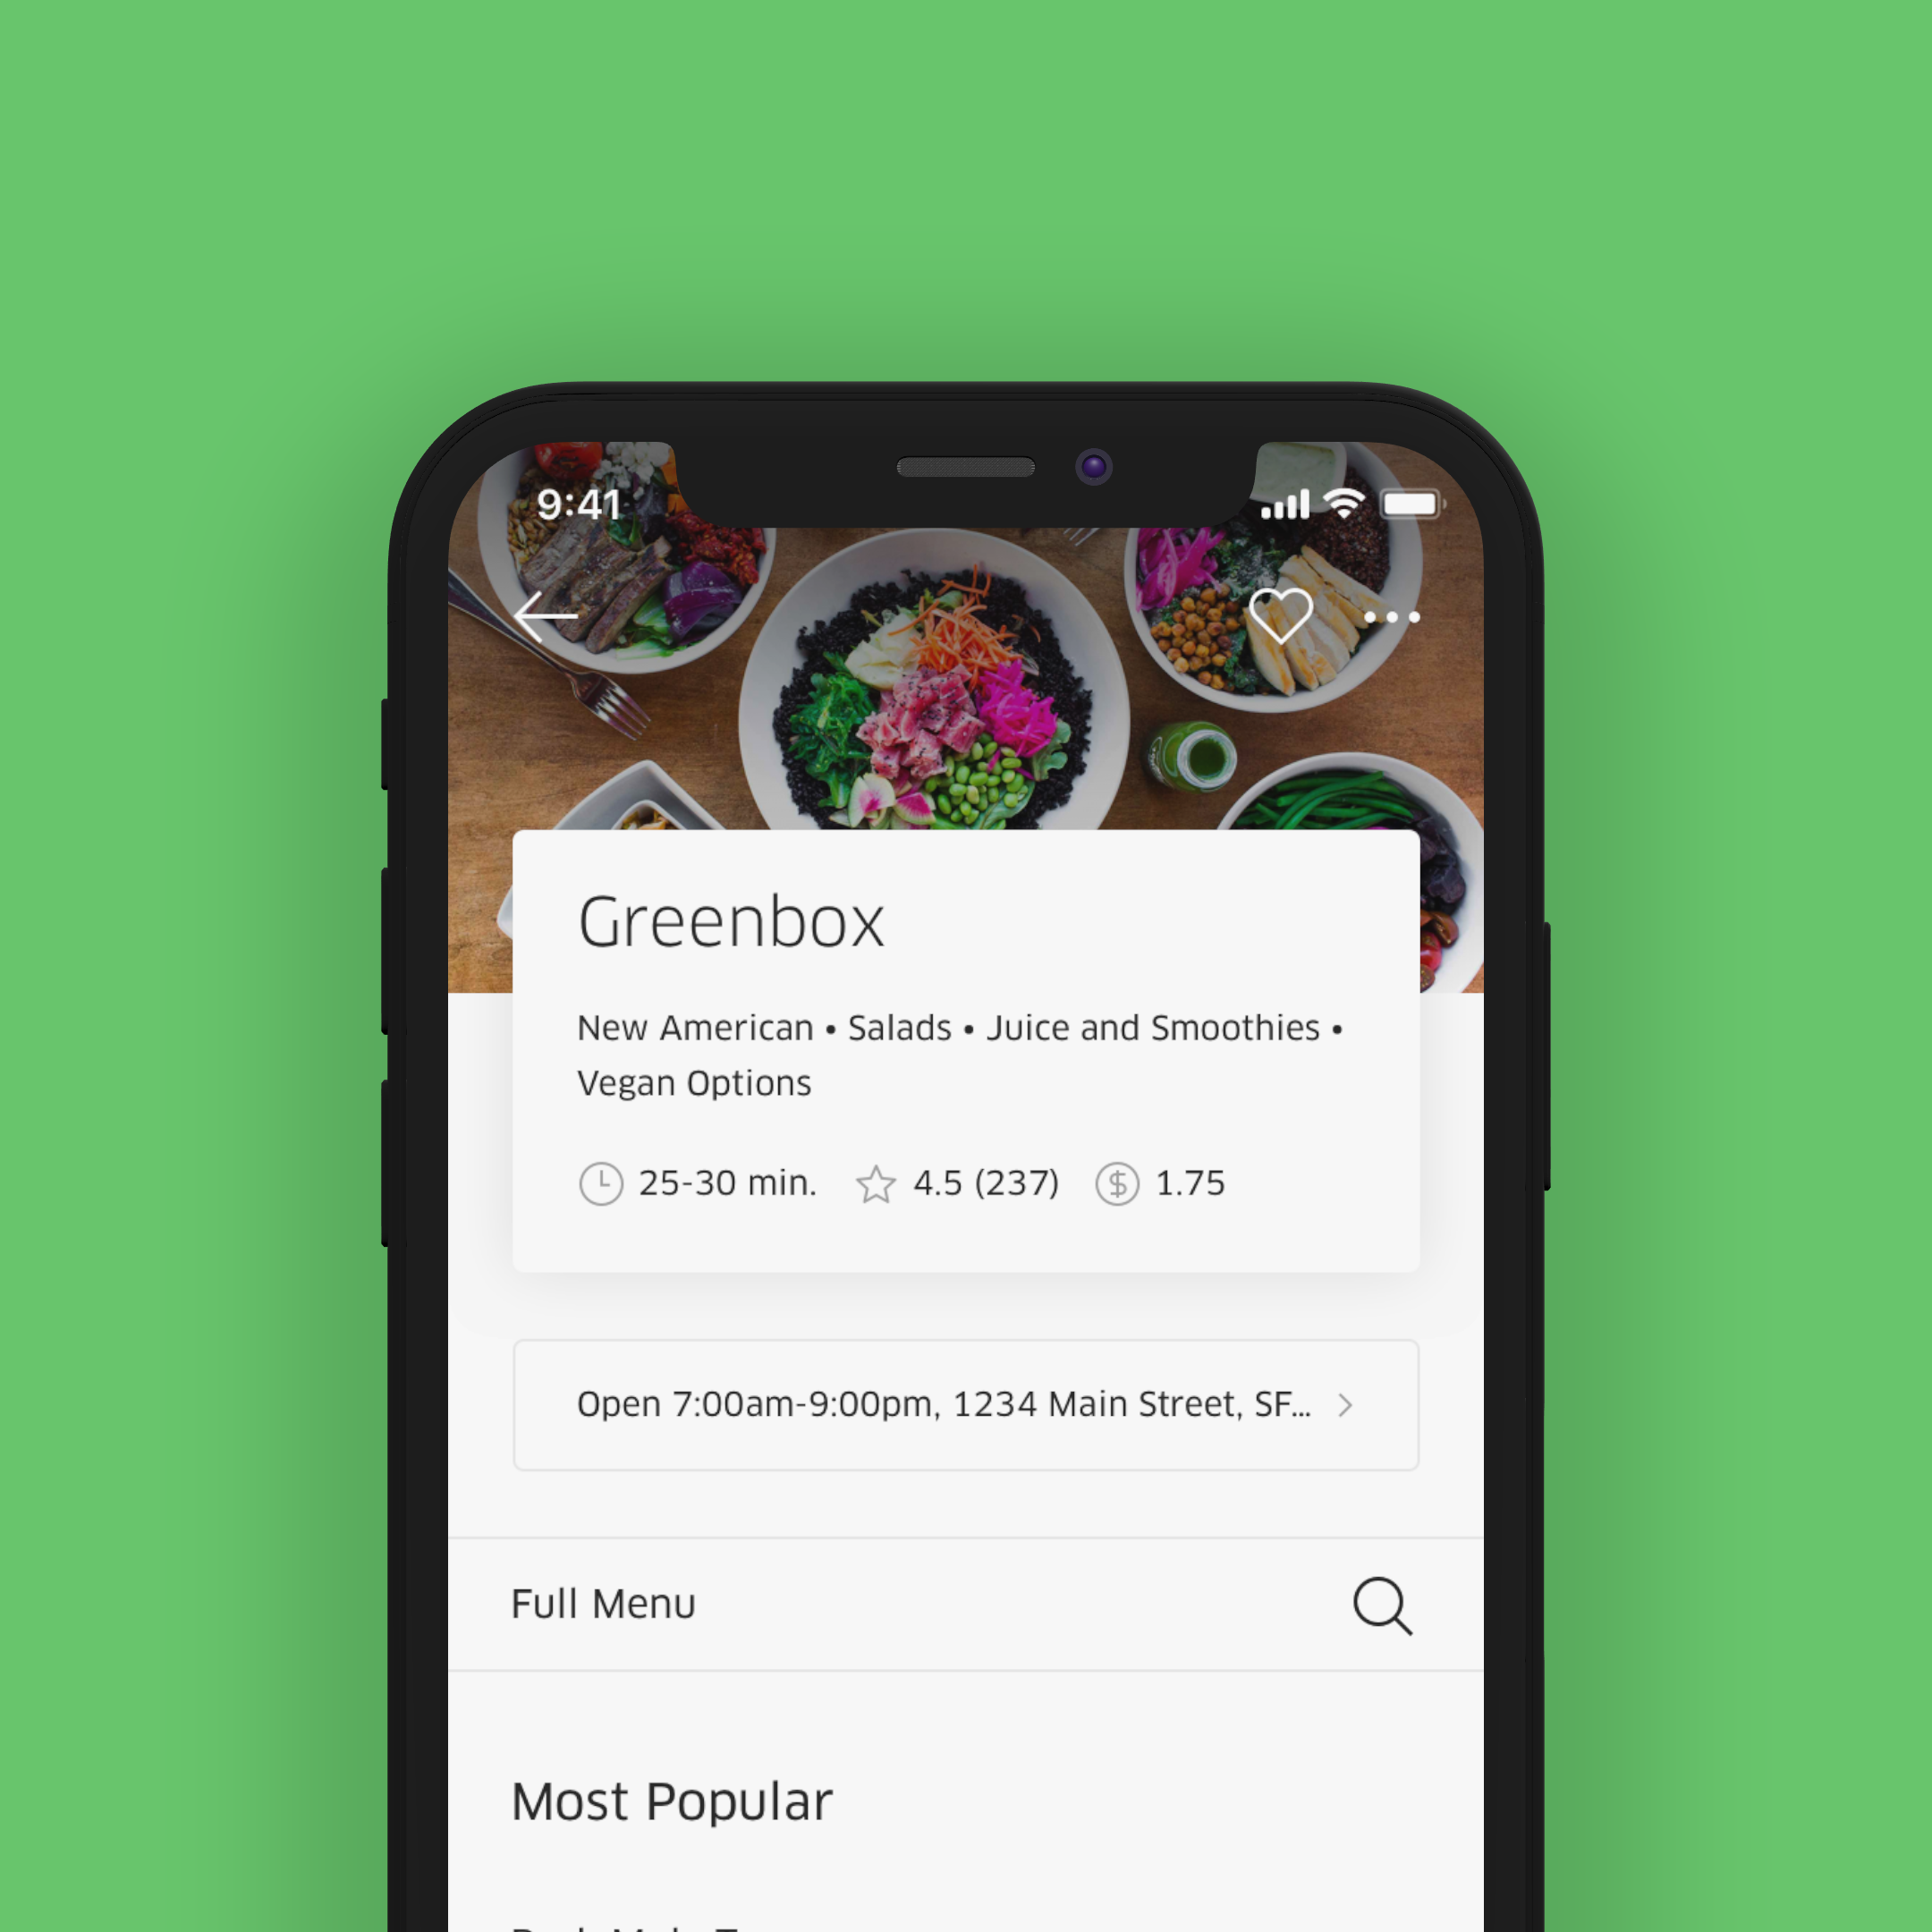 9:41
Greenbox
New American • Salads • Juice and Smoothies •
Vegan Options
25-30 min. 4.5 (237) 1.75
Open 7:00am-9:00pm, 1234 Main Street, SF...
Full Menu
Most Popular